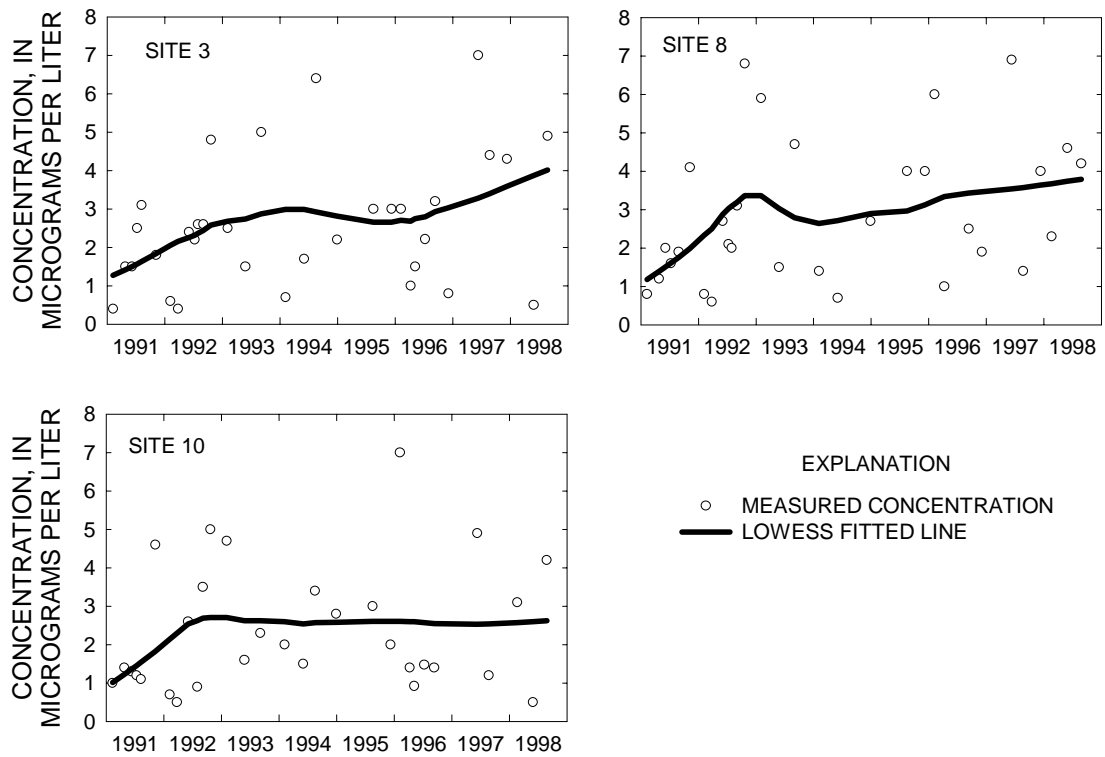 CONCENTRATION, IN
MICROGRAMS PER LITER
8
7
6
5
4
3
2
1
0
SITE 3
1991 1992 1993 1994 1995 1996 1997 1998
8
7
6
5
4
3
2
1
0
SITE 8
1991 1992 1993 1994 1995 1996 1997 1998
CONCENTRATION, IN
MICROGRAMS PER LITER
8
7
6
5
4
3
2
1
0
SITE 10
1991 1992 1993 1994 1995 1996 1997 1998
EXPLANATION
MEASURED CONCENTRATION
LOWESS FITTED LINE